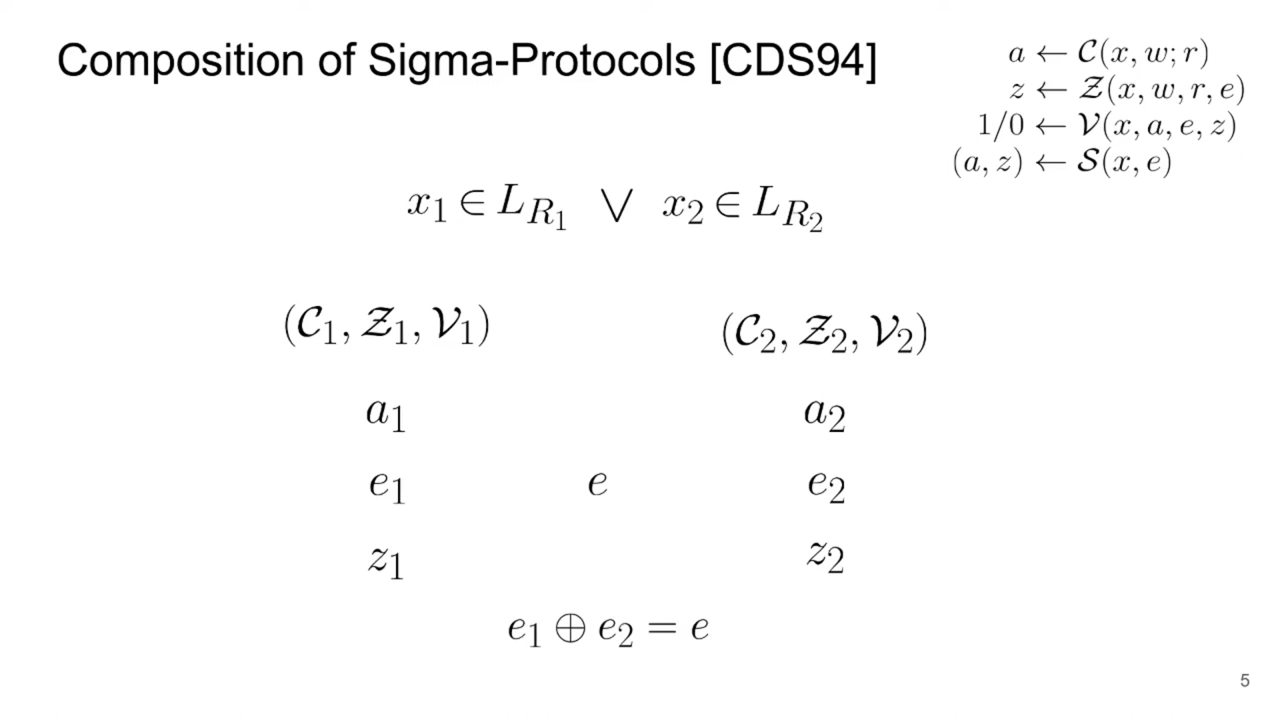 Composition of Sigma-Protocols [CDS94]
a ← 𝒞(x, w; r)
z ← 𝒵(x, w, r, e)
1/0 ← 𝒱(x, a, e, z)
(a, z) ← 𝒮(x, e)
x₁ ∈ L_{R₁} ∨ x₂ ∈ L_{R₂}
(𝒞₁, 𝒵₁, 𝒱₁) (𝒞₂, 𝒵₂, 𝒱₂)
a₁ a₂
e₁ e e₂
z₁ z₂
e₁ ⊕ e₂ = e
5